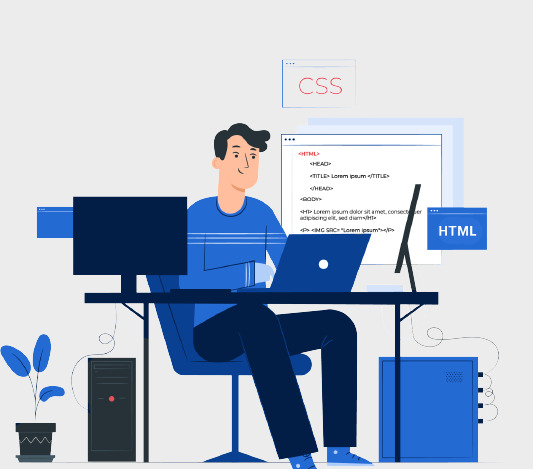 CSS
<HTML>
<HEAD>
<TITLE> Lorem ipsum </TITLE>
</HEAD>
<BODY>
<H1> Lorem ipsum dolor sit amet, consectetuer
adipiscing elit, sed diam</H1>
<P> <IMG SRC= "Lorem ipsum"></P>
HTML